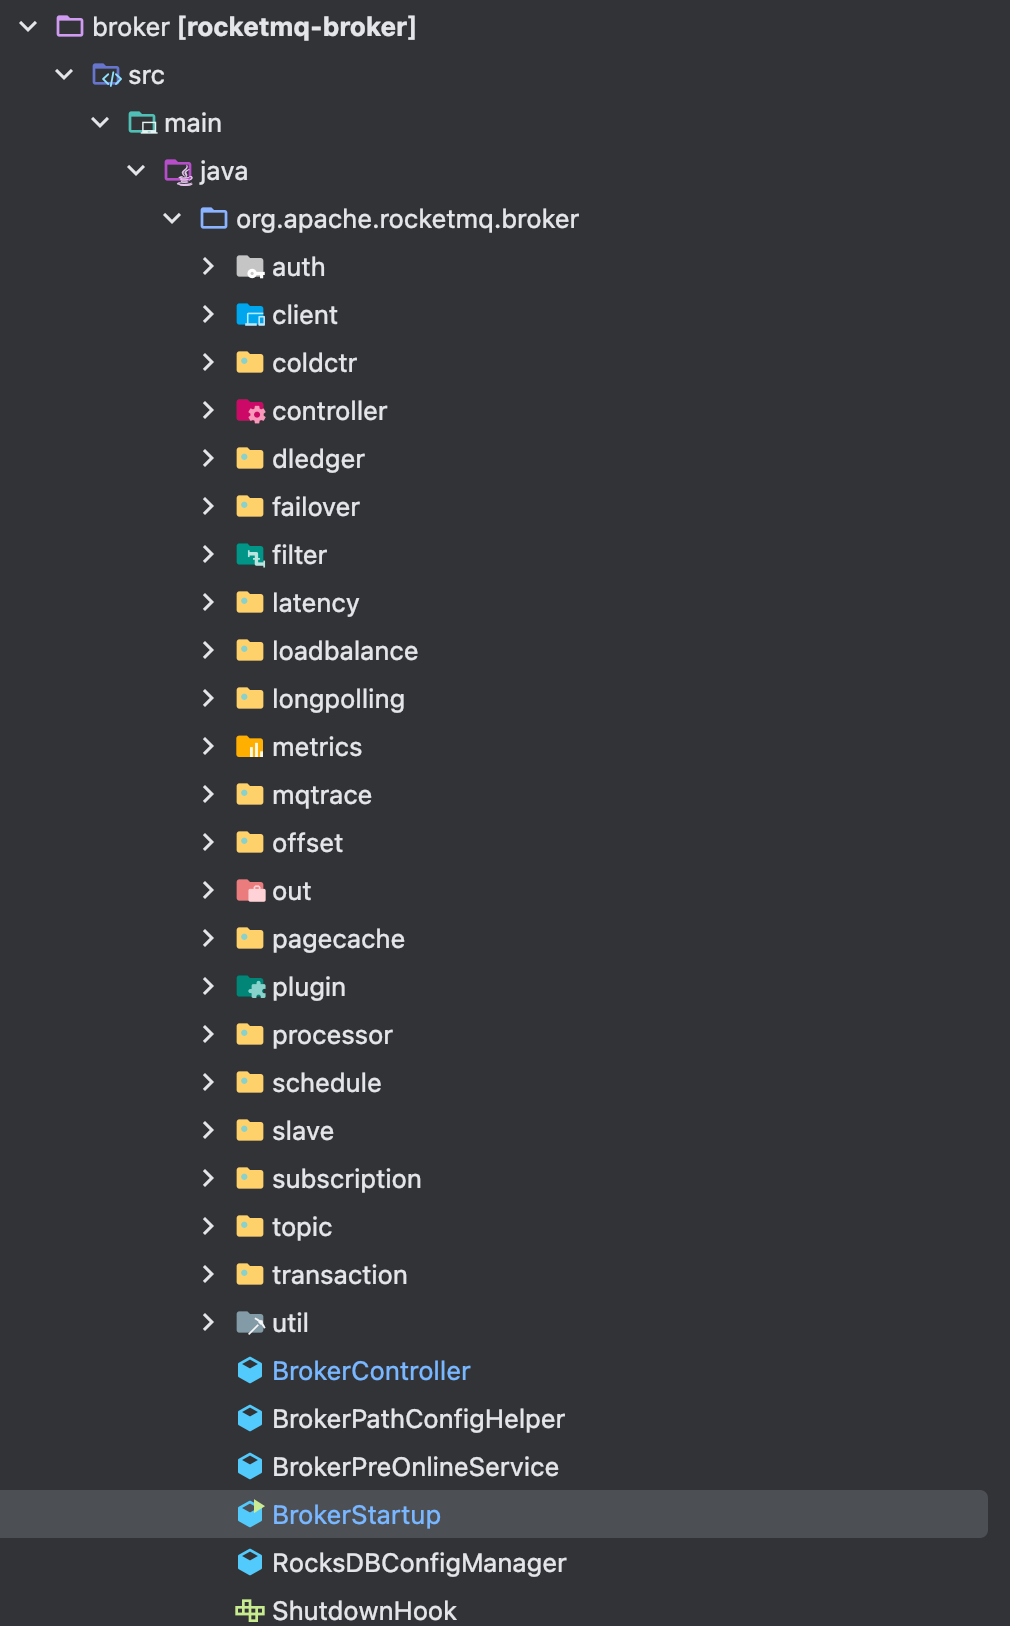 broker [rocketmq-broker]
src
main
java
org.apache.rocketmq.broker
auth
client
coldctr
controller
dledger
failover
filter
latency
loadbalance
longpolling
metrics
mqtrace
offset
out
pagecache
plugin
processor
schedule
slave
subscription
topic
transaction
util
BrokerController
BrokerPathConfigHelper
BrokerPreOnlineService
BrokerStartup
RocksDBConfigManager
ShutdownHook